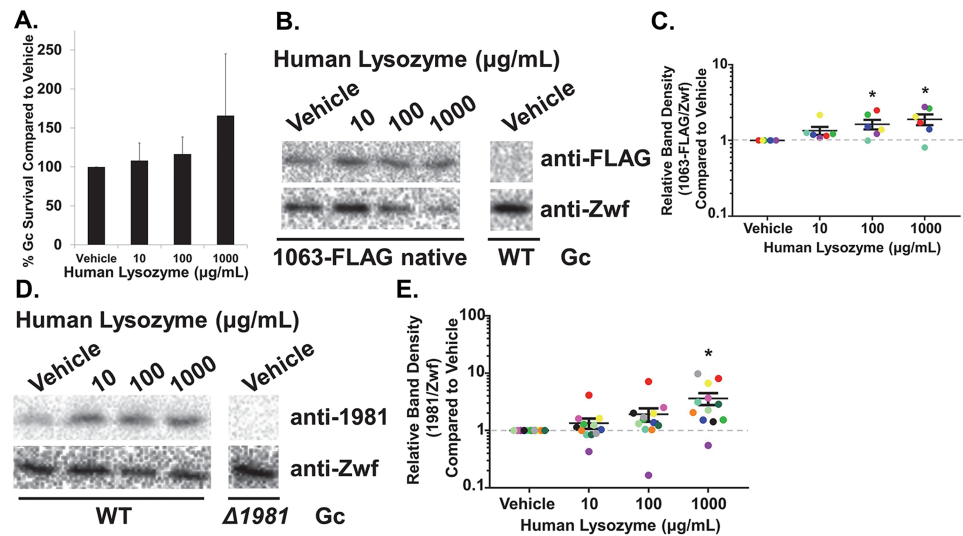 A.
% Gc Survival Compared to Vehicle
250
200
150
100
50
0
Vehicle 10 100 1000
Human Lysozyme (µg/mL)
B.
Human Lysozyme (µg/mL)
Vehicle 10 100 1000 Vehicle
anti-FLAG
anti-Zwf
1063-FLAG native WT Gc
C.
Relative Band Density
(1063-FLAG/Zwf)
Compared to Vehicle
10
1
0.1
* *
Vehicle 10 100 1000
Human Lysozyme (µg/mL)
D.
Human Lysozyme (µg/mL)
Vehicle 10 100 1000 Vehicle
anti-1981
anti-Zwf
WT Δ1981 Gc
E.
Relative Band Density
(1981/Zwf)
Compared to Vehicle
100
10
1
0.1
*
Vehicle 10 100 1000
Human Lysozyme (µg/mL)